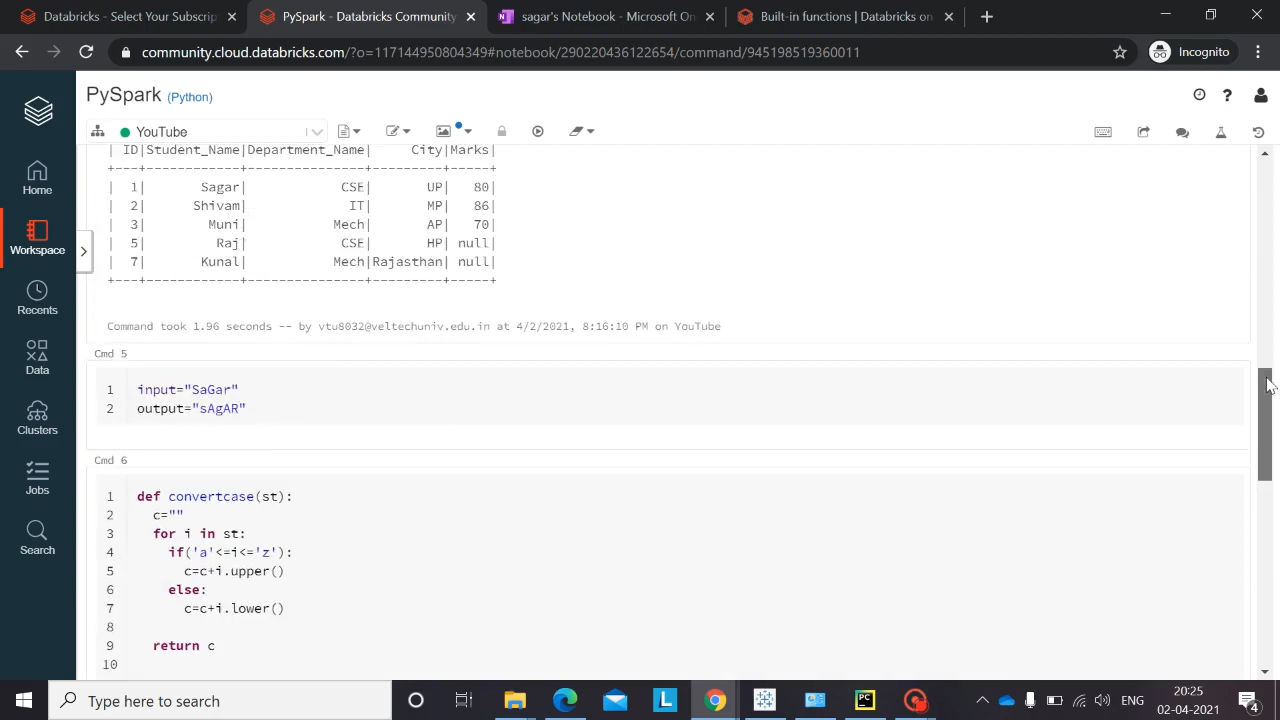 Databricks - Select Your Subscrip
PySpark - Databricks Community
sagar's Notebook - Microsoft On
Built-in functions | Databricks on
community.cloud.databricks.com/?o=117144950804349#notebook/290220436122654/command/945198519360011
Incognito
PySpark (Python)
YouTube
Home
Workspace
Recents
Data
Clusters
Jobs
Search
| ID|Student_Name|Department_Name| City|Marks|
+---+------------+---------------+---------+-----+
| 1| Sagar| CSE| UP| 80|
| 2| Shivam| IT| MP| 86|
| 3| Muni| Mech| AP| 70|
| 5| Raj| CSE| HP| null|
| 7| Kunal| Mech|Rajasthan| null|
+---+------------+---------------+---------+-----+
Command took 1.96 seconds -- by vtu8032@veltechuniv.edu.in at 4/2/2021, 8:16:10 PM on YouTube
Cmd 5
1 input="SaGar"
2 output="sAgAR"
Cmd 6
1 def convertcase(st):
2 c=""
3 for i in st:
4 if('a'<=i<='z'):
5 c=c+i.upper()
6 else:
7 c=c+i.lower()
8
9 return c
10
Type here to search
ENG
20:25
02-04-2021
4